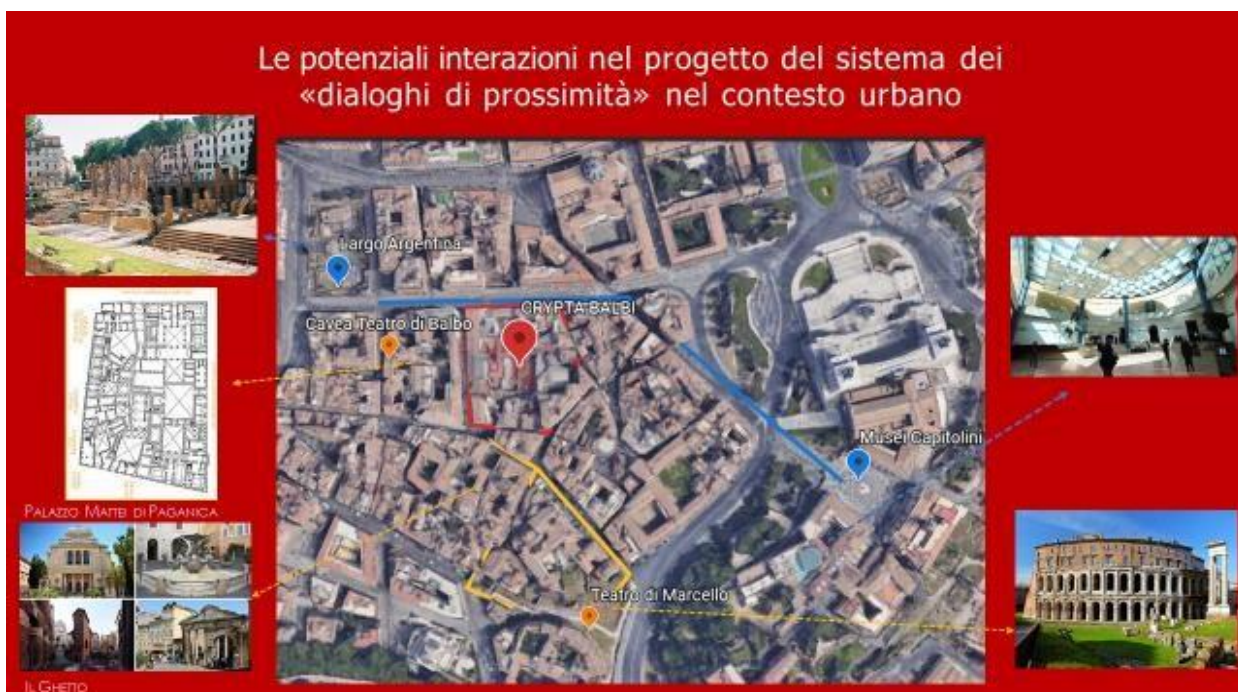 Le potenziali interazioni nel progetto del sistema dei
«dialoghi di prossimità» nel contesto urbano
Largo Argentina
CRYPTA BALBI
Cavea Teatro di Balbo
Musei Capitolini
PALAZZO MATTEI DI PAGANICA
Teatro di Marcello
IL GHETTO